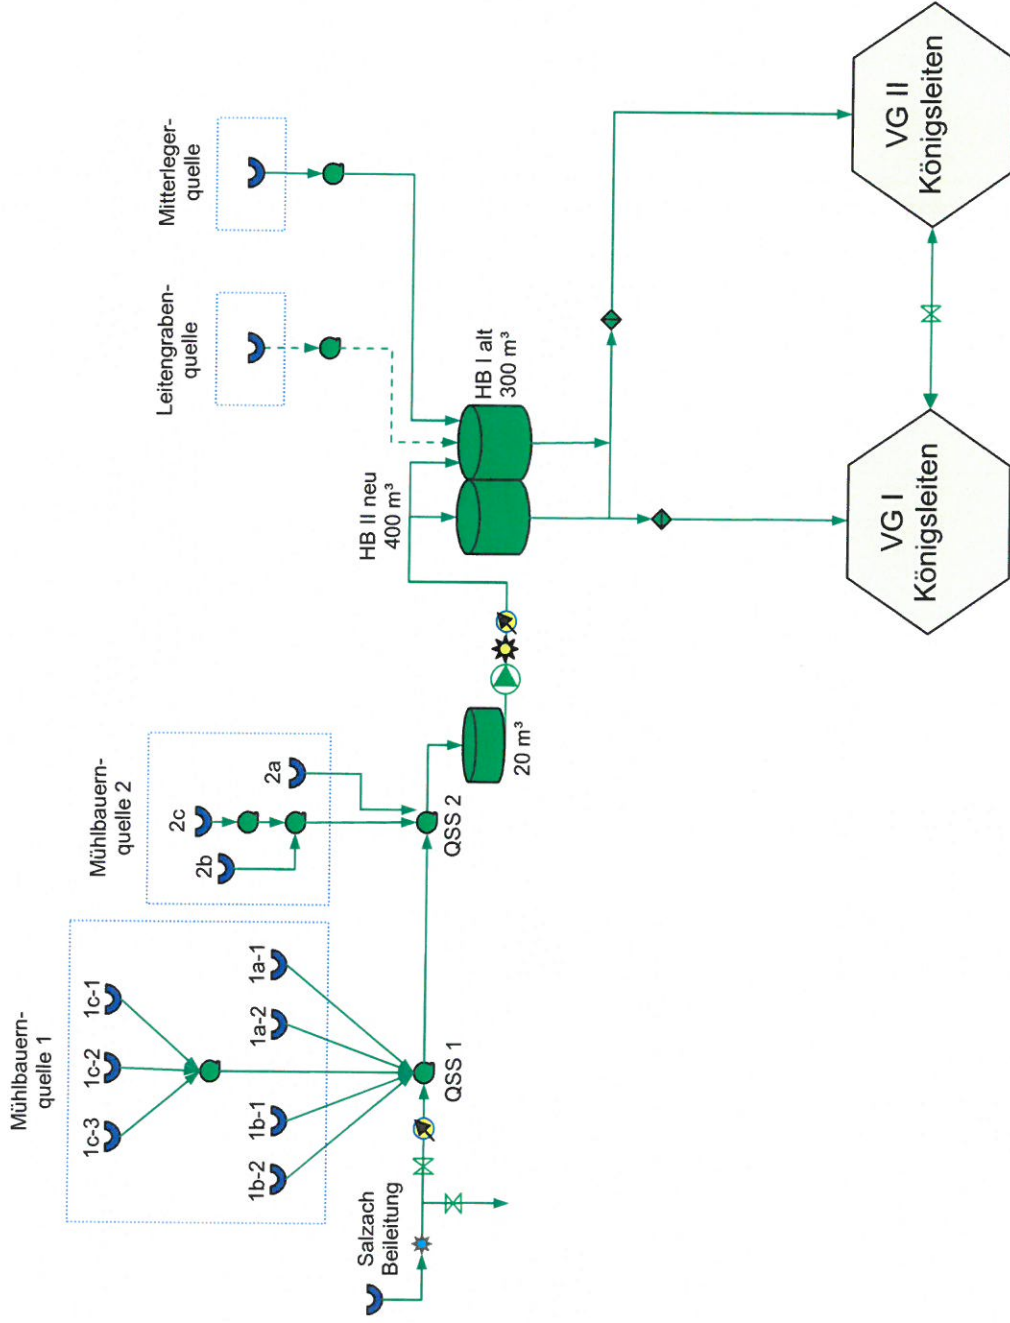 Mühlbauern-
quelle 1
1c-3
1c-2
1c-1
1b-2
1b-1
1a-2
1a-1
Salzach
Beileitung
QSS 1
Mühlbauern-
quelle 2
2b
2c
2a
QSS 2
20 m³
HB II neu
400 m³
HB I alt
300 m³
Leitengraben-
quelle
Mitterleger-
quelle
VG I
Königsleiten
VG II
Königsleiten